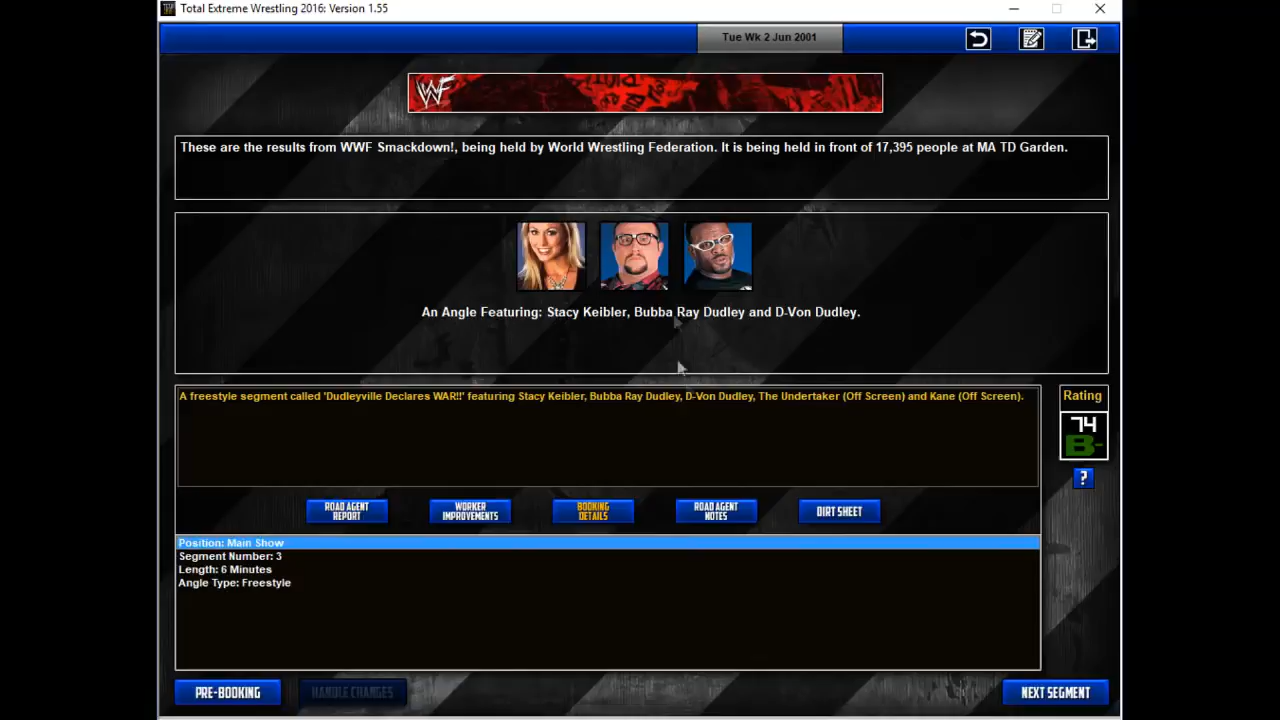 Total Extreme Wrestling 2016: Version 1.55
Tue Wk 2 Jun 2001
WF
These are the results from WWF Smackdown!, being held by World Wrestling Federation. It is being held in front of 17,395 people at MA TD Garden.
An Angle Featuring: Stacy Keibler, Bubba Ray Dudley and D-Von Dudley.
A freestyle segment called 'Dudleyville Declares WAR!!' featuring Stacy Keibler, Bubba Ray Dudley, D-Von Dudley, The Undertaker (Off Screen) and Kane (Off Screen).
Rating
74
B-
?
ROAD AGENT REPORT
WORKER IMPROVEMENTS
BOOKING DETAILS
ROAD AGENT NOTES
DIRT SHEET
Position: Main Show
Segment Number: 3
Length: 6 Minutes
Angle Type: Freestyle
PRE-BOOKING
HANDLE CHANGES
NEXT SEGMENT